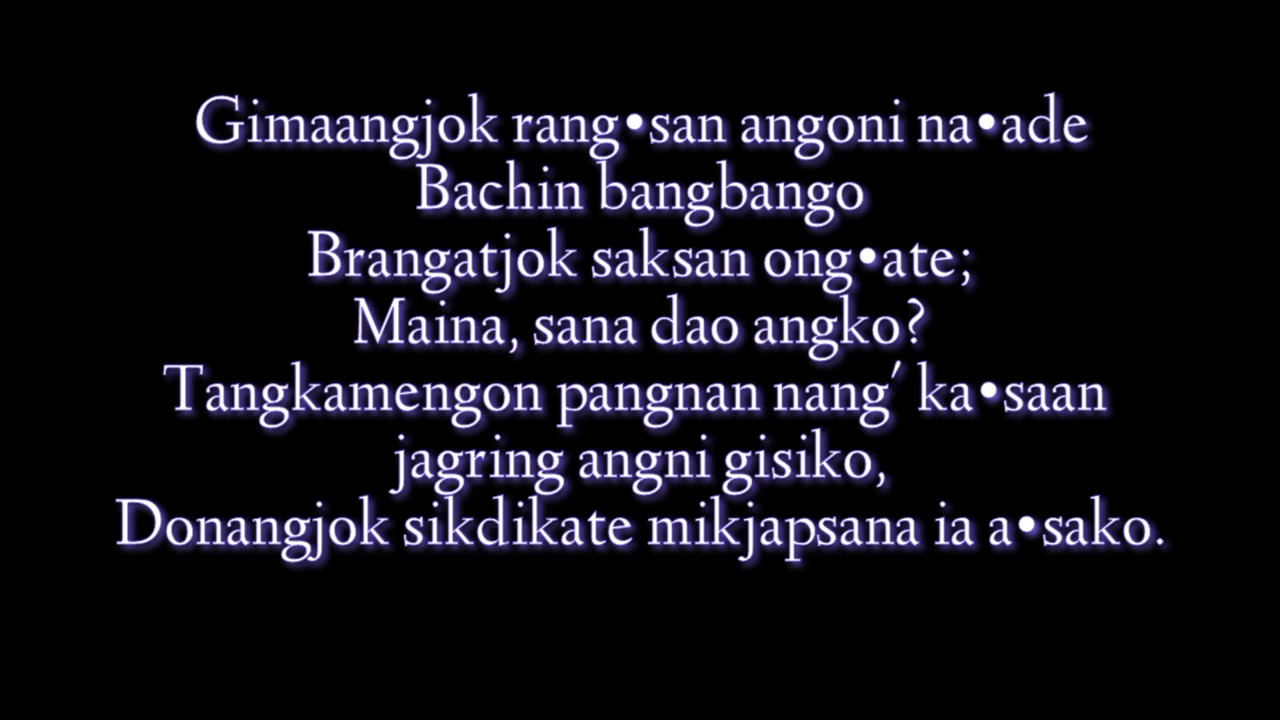 Gimaangjok rang•san angoni na•ade
Bachin bangbango
Brangatjok saksan ong•ate;
Maina, sana dao angko?
Tangkamengon pangnan nang′ ka•saan
jagring angni gisiko,
Donangjok sikdikate mikjapsana ia a•sako.